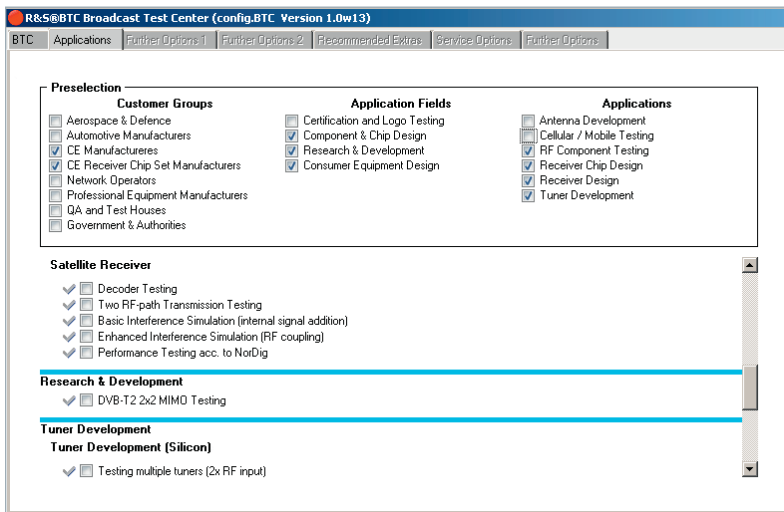 R&S®BTC Broadcast Test Center (config.BTC Version 1.0w13)
BTC Applications Further Options 1 Further Options 2 Recommended Extras Service Options Further Options
Preselection
Customer Groups
Aerospace & Defence
Automotive Manufacturers
CE Manufactureres
CE Receiver Chip Set Manufacturers
Network Operators
Professional Equipment Manufacturers
QA and Test Houses
Government & Authorities
Application Fields
Certification and Logo Testing
Component & Chip Design
Research & Development
Consumer Equipment Design
Applications
Antenna Development
Cellular / Mobile Testing
RF Component Testing
Receiver Chip Design
Receiver Design
Tuner Development
Satellite Receiver
Decoder Testing
Two RF-path Transmission Testing
Basic Interference Simulation (internal signal addition)
Enhanced Interference Simulation (RF coupling)
Performance Testing acc. to NorDig
Research & Development
DVB-T2 2x2 MIMO Testing
Tuner Development
Tuner Development (Silicon)
Testing multiple tuners (2x RF input)